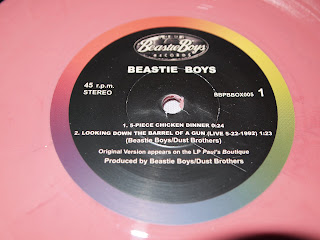 Beastie Boys
records
BEASTIE BOYS
45 r.p.m.
STEREO
BBPBBOX005 1
1. 5-PIECE CHICKEN DINNER 0:24
2. LOOKING DOWN THE BARREL OF A GUN (LIVE 5-22-1992) 1:23
(Beastie Boys/Dust Brothers)
Original Version appears on the LP Paul's Boutique
Produced by Beastie Boys/Dust Brothers